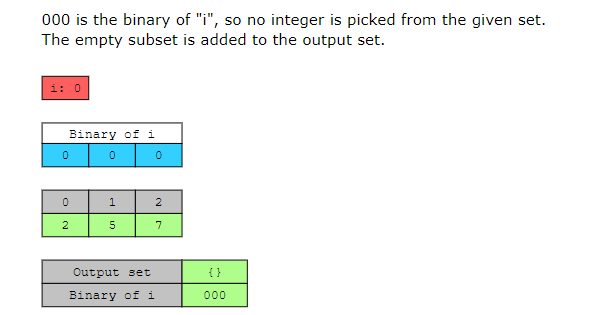 000 is the binary of "i", so no integer is picked from the given set.
The empty subset is added to the output set.
i: 0
Binary of i
0 0 0
0 1 2
2 5 7
Output set {}
Binary of i 000